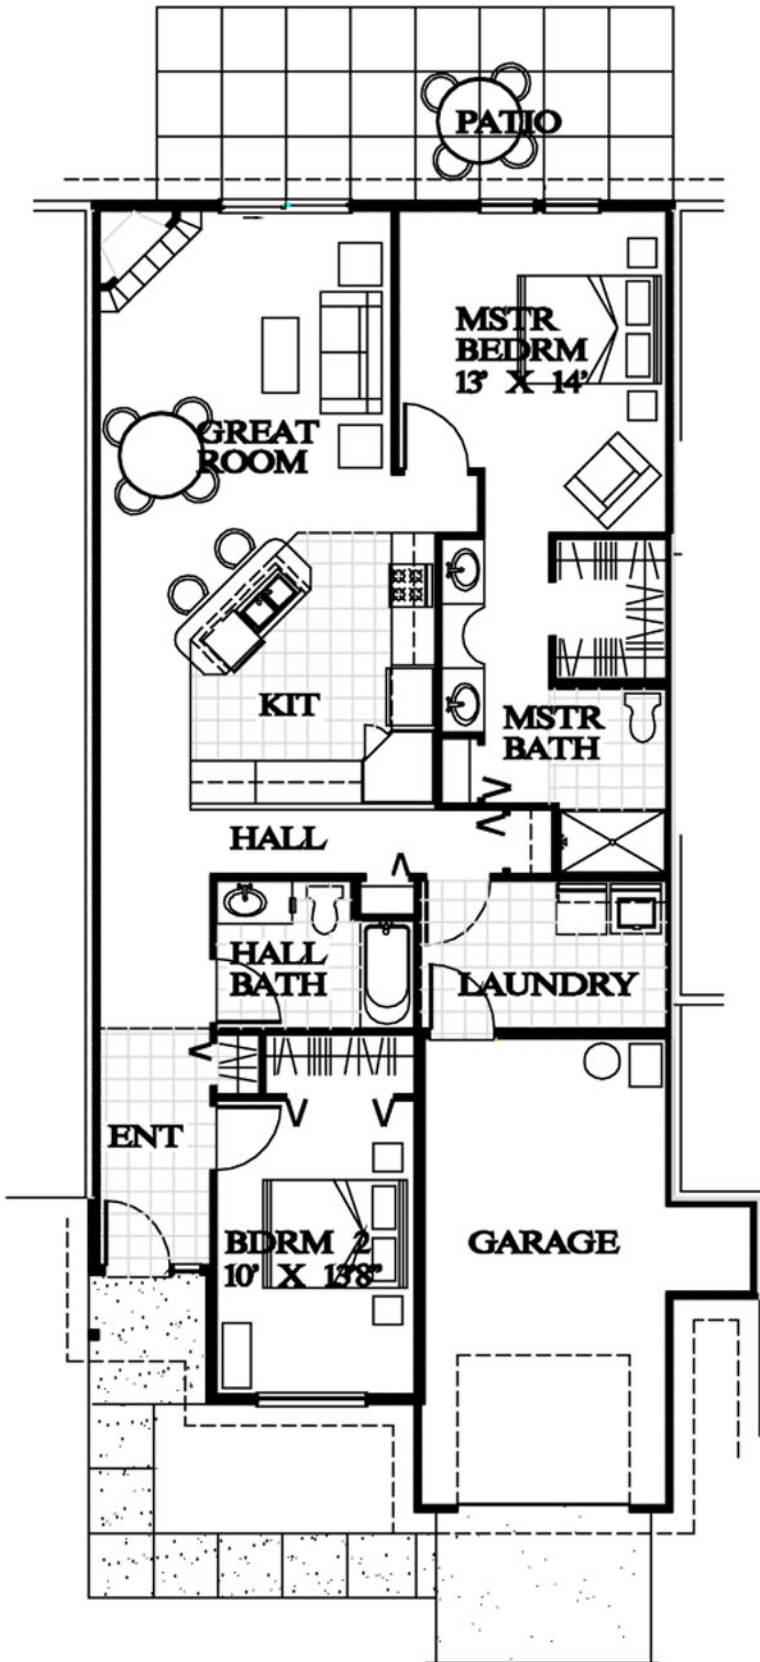 PATIO
MSTR
BEDRM
13' X 14'
GREAT
ROOM
KIT
MSTR
BATH
HALL
HALL
BATH
LAUNDRY
ENT
BDRM 2
10' X 13'8"
GARAGE